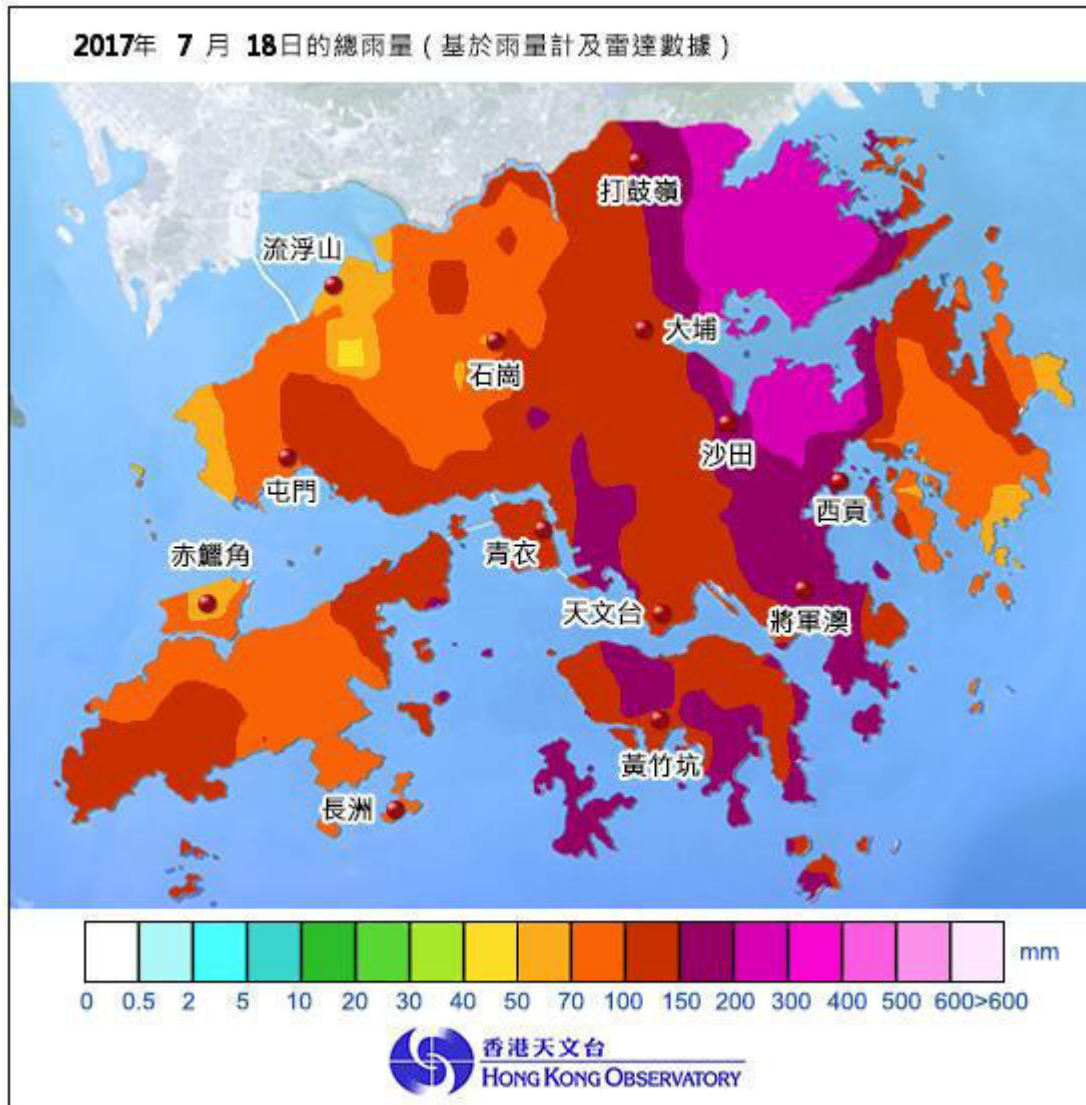 2017年 7 月 18日的總雨量 ( 基於雨量計及雷達數據 )
打鼓嶺
流浮山
大埔
石崗
沙田
屯門
西貢
青衣
赤鱲角
天文台
將軍澳
黃竹坑
長洲
mm
0 0.5 2 5 10 20 30 40 50 70 100 150 200 300 400 500 600>600
香港天文台
HONG KONG OBSERVATORY